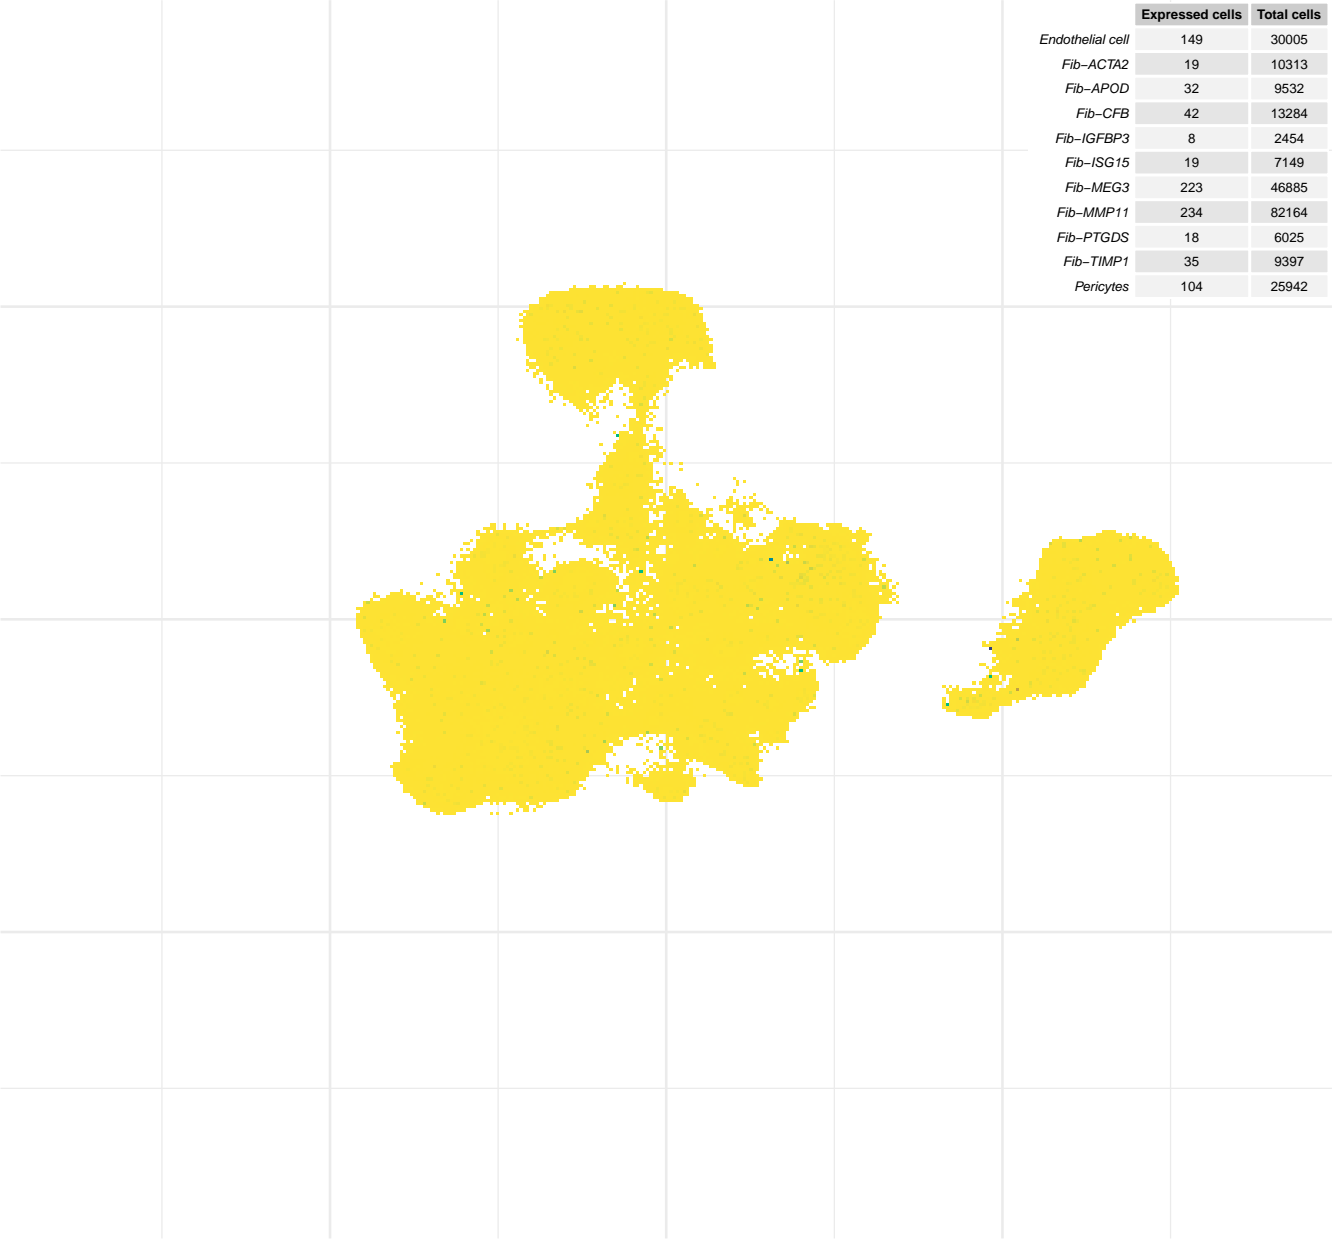 Expressed cells Total cells
Endothelial cell 149 30005
Fib−ACTA2 19 10313
Fib−APOD 32 9532
Fib−CFB 42 13284
Fib−IGFBP3 8 2454
Fib−ISG15 19 7149
Fib−MEG3 223 46885
Fib−MMP11 234 82164
Fib−PTGDS 18 6025
Fib−TIMP1 35 9397
Pericytes 104 25942